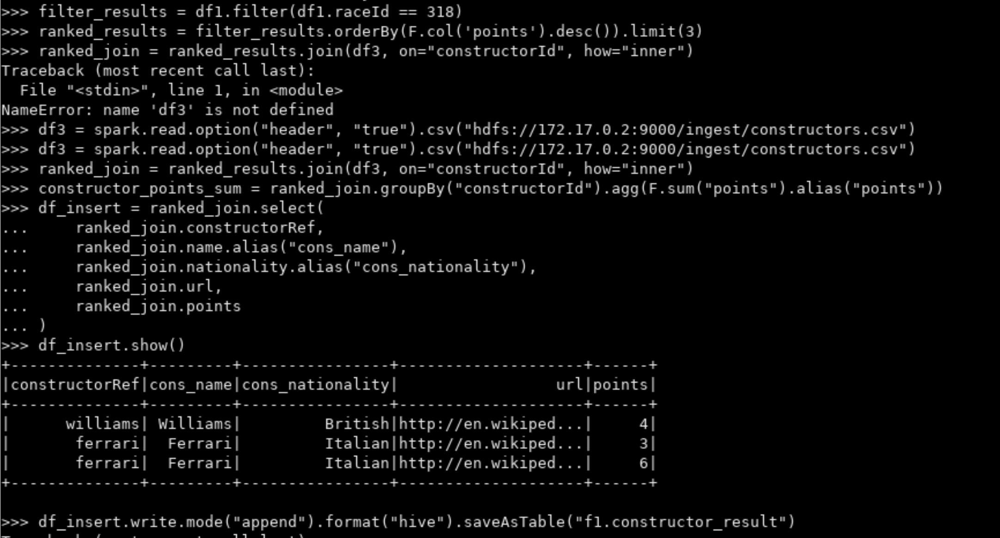 >>> filter_results = df1.filter(df1.raceId == 318)
>>> ranked_results = filter_results.orderBy(F.col('points').desc()).limit(3)
>>> ranked_join = ranked_results.join(df3, on="constructorId", how="inner")
Traceback (most recent call last):
  File "<stdin>", line 1, in <module>
NameError: name 'df3' is not defined
>>> df3 = spark.read.option("header", "true").csv("hdfs://172.17.0.2:9000/ingest/constructors.csv")
>>> df3 = spark.read.option("header", "true").csv("hdfs://172.17.0.2:9000/ingest/constructors.csv")
>>> ranked_join = ranked_results.join(df3, on="constructorId", how="inner")
>>> constructor_points_sum = ranked_join.groupBy("constructorId").agg(F.sum("points").alias("points"))
>>> df_insert = ranked_join.select(
...     ranked_join.constructorRef,
...     ranked_join.name.alias("cons_name"),
...     ranked_join.nationality.alias("cons_nationality"),
...     ranked_join.url,
...     ranked_join.points
... )
>>> df_insert.show()
+--------------+---------+----------------+--------------------+------+
|constructorRef|cons_name|cons_nationality|                 url|points|
+--------------+---------+----------------+--------------------+------+
|      williams| Williams|         British|http://en.wikiped...|     4|
|       ferrari|  Ferrari|         Italian|http://en.wikiped...|     3|
|       ferrari|  Ferrari|         Italian|http://en.wikiped...|     6|
+--------------+---------+----------------+--------------------+------+
>>> df_insert.write.mode("append").format("hive").saveAsTable("f1.constructor_result")